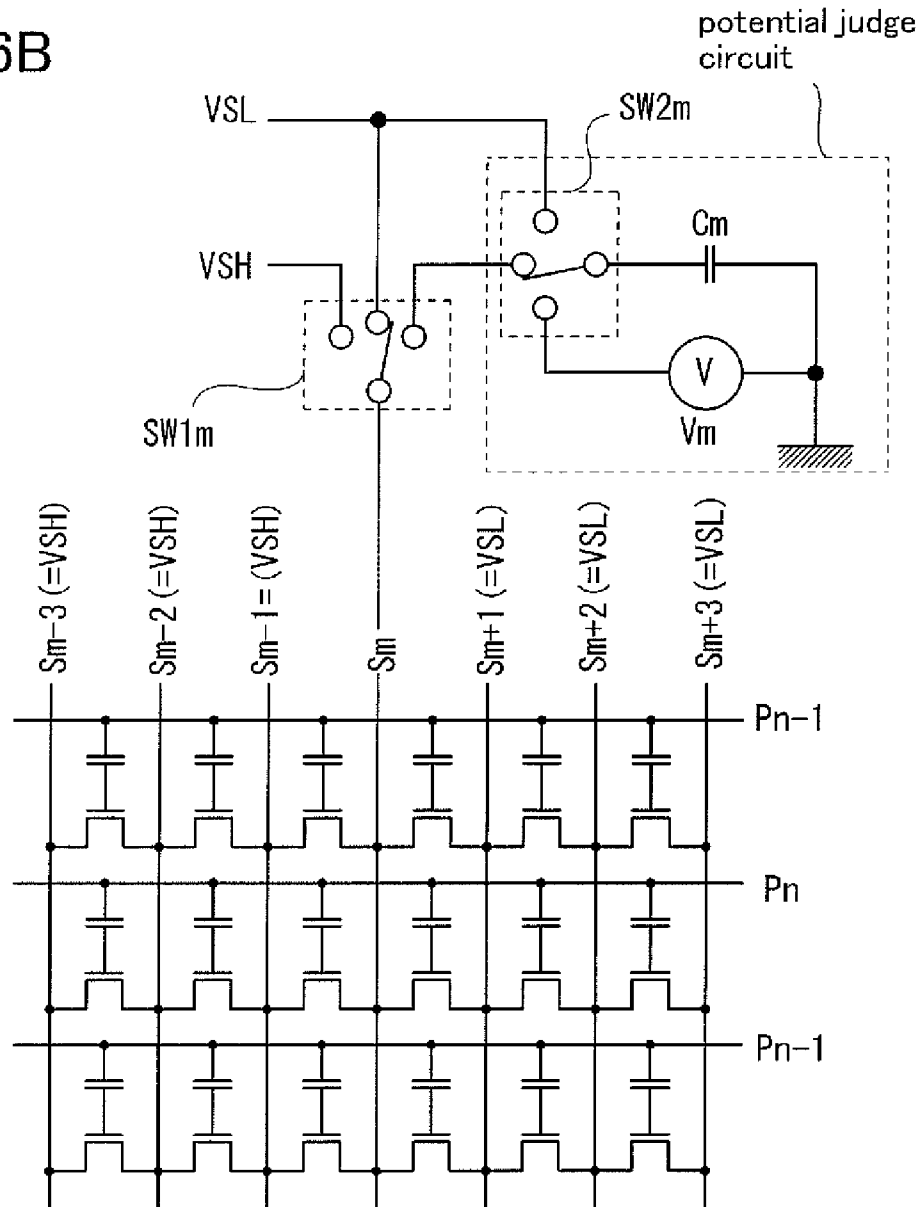 6B
potential judge
circuit
VSL
SW2m
Cm
VSH
V
Vm
SW1m
Sm-3 (=VSH)
Sm-2 (=VSH)
Sm-1= (VSH)
Sm
Sm+1 (=VSL)
Sm+2 (=VSL)
Sm+3 (=VSL)
Pn-1
Pn
Pn-1